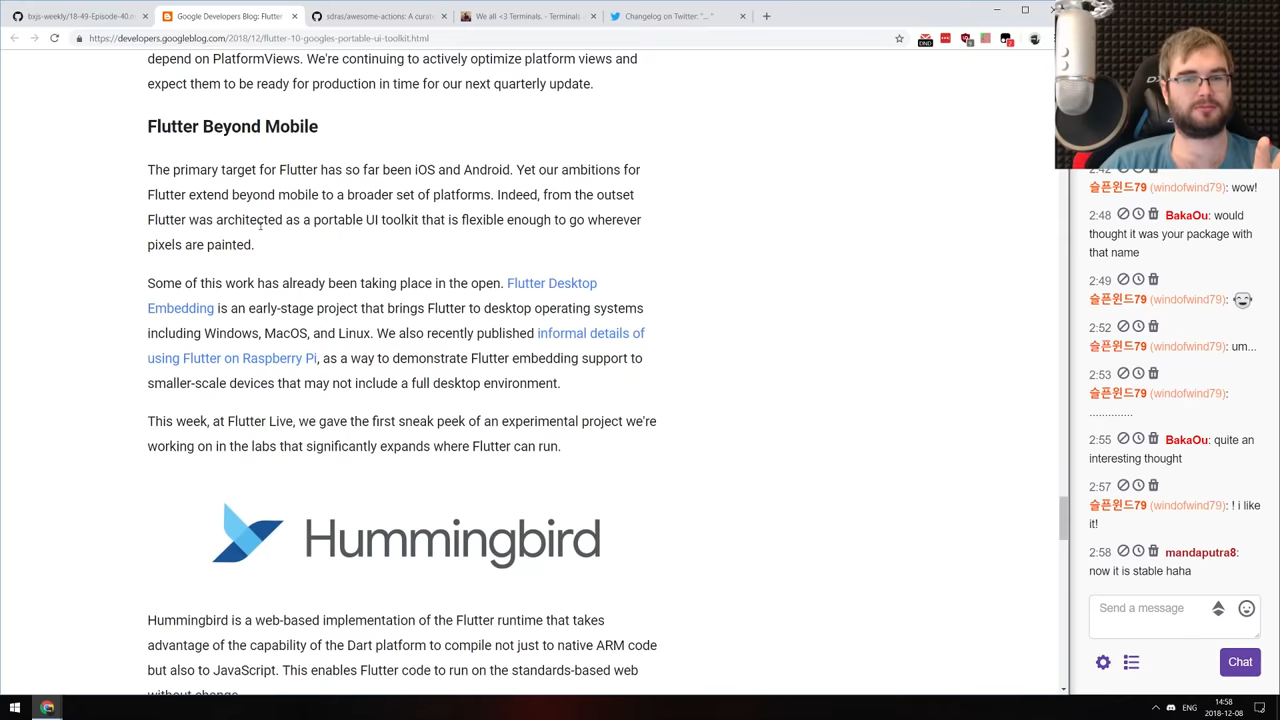 bxjs-weekly/18-49-Episode-40.m
Google Developers Blog: Flutter
sdras/awesome-actions: A curate
We all <3 Terminals. - Terminals
Changelog on Twitter: "..."
https://developers.googleblog.com/2018/12/flutter-10-googles-portable-ui-toolkit.html
DND
depend on PlatformViews. We're continuing to actively optimize platform views and
expect them to be ready for production in time for our next quarterly update.
Flutter Beyond Mobile
The primary target for Flutter has so far been iOS and Android. Yet our ambitions for
Flutter extend beyond mobile to a broader set of platforms. Indeed, from the outset
Flutter was architected as a portable UI toolkit that is flexible enough to go wherever
pixels are painted.
Some of this work has already been taking place in the open. Flutter Desktop
Embedding is an early-stage project that brings Flutter to desktop operating systems
including Windows, MacOS, and Linux. We also recently published informal details of
using Flutter on Raspberry Pi, as a way to demonstrate Flutter embedding support to
smaller-scale devices that may not include a full desktop environment.
This week, at Flutter Live, we gave the first sneak peek of an experimental project we're
working on in the labs that significantly expands where Flutter can run.
Hummingbird
Hummingbird is a web-based implementation of the Flutter runtime that takes
advantage of the capability of the Dart platform to compile not just to native ARM code
but also to JavaScript. This enables Flutter code to run on the standards-based web
without change.
2:42
슬픈윈드79 (windofwind79): wow!
2:48 BakaOu: would
thought it was your package with
that name
2:49
슬픈윈드79 (windofwind79):
2:52
슬픈윈드79 (windofwind79): um...
2:53
슬픈윈드79 (windofwind79):
..............
2:55 BakaOu: quite an
interesting thought
2:57
슬픈윈드79 (windofwind79): ! i like
it!
2:58 mandaputra8:
now it is stable haha
Send a message
Chat
ENG
14:58
2018-12-08